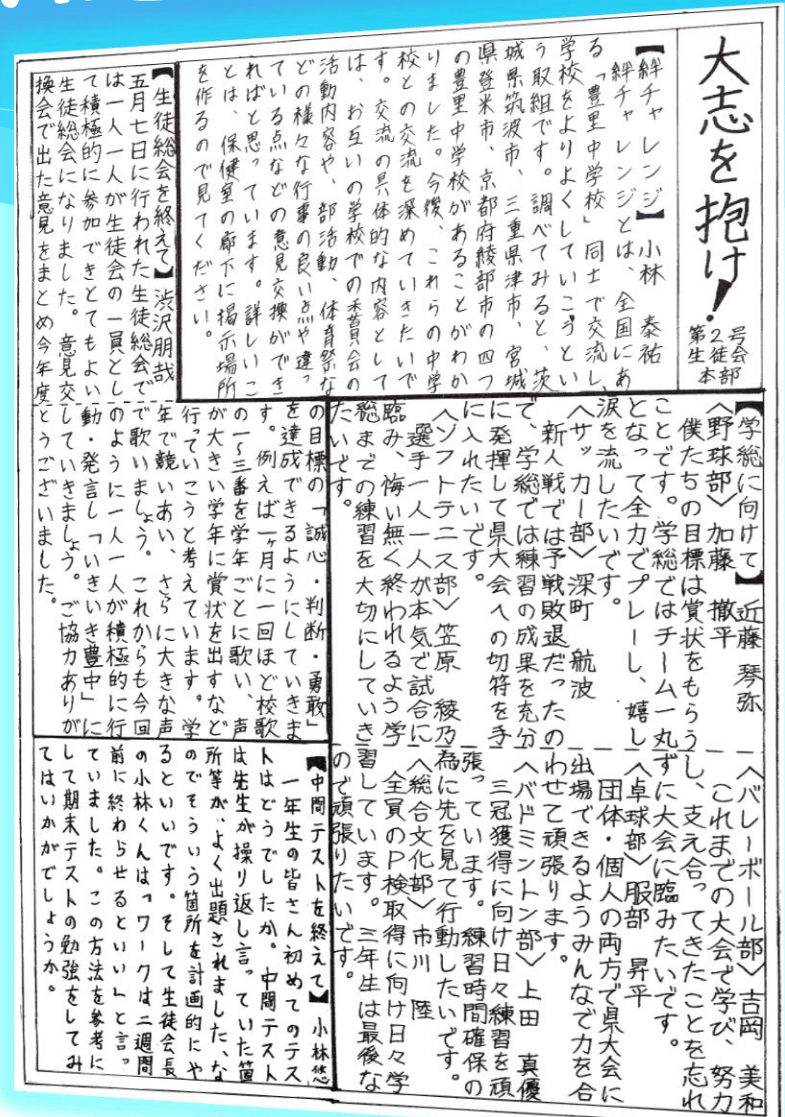 大志を抱け!
第2号
生徒会本部
【絆チャレンジ】 小林 泰祐
絆チャレンジとは、全国にあ
る「豊里中学校」同士で交流し、
学校をよりよくしていこうとい
う取組です。調べてみると、茨
城県筑波市、三重県津市、宮城
県登米市、京都府綾部市の四つ
の豊里中学校があることがわか
りました。今後、これらの中学
校との交流を深めていきたいで
す。交流の具体的な内容として
は、お互いの学校での委員会の
活動内容や、部活動、体育祭な
どの様々な行事の良い点や違っ
ている点などの意見交換ができ
ればと思っています。詳しいこ
とは、保健室の廊下に掲示場所
を作るので見てください。
【生徒総会を終えて】 渋沢朋哉
五月七日に行われた生徒総会で
は一人一人が生徒会の一員とし
て積極的に参加できとてもよい
生徒総会になりました。意見交
換会で出た意見をまとめ今年度
の目標の「誠心・判断・勇敢」
を達成できるようにしていきま
す。例えば一ヶ月に一回ほど校歌
の一~三番を学年ごとに歌い、声
が大きい学年に賞状を出すなど
行っていこうと考えています。学
年で競いあい、さらに大きな声
で歌いましょう。これからも今回
のように一人一人が積極的に行
動・発言し「いきいき豊中」に
していきましょう。ご協力ありが
とうございました。
【学総に向けて】 近藤 琴弥
〈野球部〉加藤 撤平
僕たちの目標は賞状をもらう
ことです。学総ではチーム一丸
となって全力でプレーし、嬉し
涙を流したいです。
〈サッカー部〉深町 航波
新人戦では予戦敗退だったの
で、学総では練習の成果を充分
に発揮して県大会への切符を手
に入れたいです。
〈ソフトテニス部〉笠原 綾乃
選手一人一人が本気で試合に
臨み、悔い無く終われるよう学
総までの練習を大切にしていき
たいです。
〈バレーボール部〉吉岡 美和
これまでの大会で学び、努力
し、支え合ってきたことを忘れ
ずに大会に臨みたいです。
〈卓球部〉服部 昇平
団体・個人の両方で県大会に
出場できるようみんなで力を合
わせて頑張ります。
〈バドミントン部〉上田 真優
三冠獲得に向け日々練習を頑
張っています。練習時間確保の
為に先を見て行動したいです。
〈総合文化部〉市川 陸
全員のP検取得に向け日々学
習しています。三年生は最後な
ので頑張りたいです。
【中間テストを終えて】 小林悠
一年生の皆さん初めてのテス
トはどうでしたか。中間テスト
は先生が操り返し言っていた箇
所等が、よく出題されました、な
のでそういう箇所を計画的にや
るといいです。そして生徒会長
の小林くんは「ワークは二週間
前に終わらせるといい」と言っ
ていました。この方法を参考に
して期末テストの勉強をしてみ
てはいかがでしょうか。